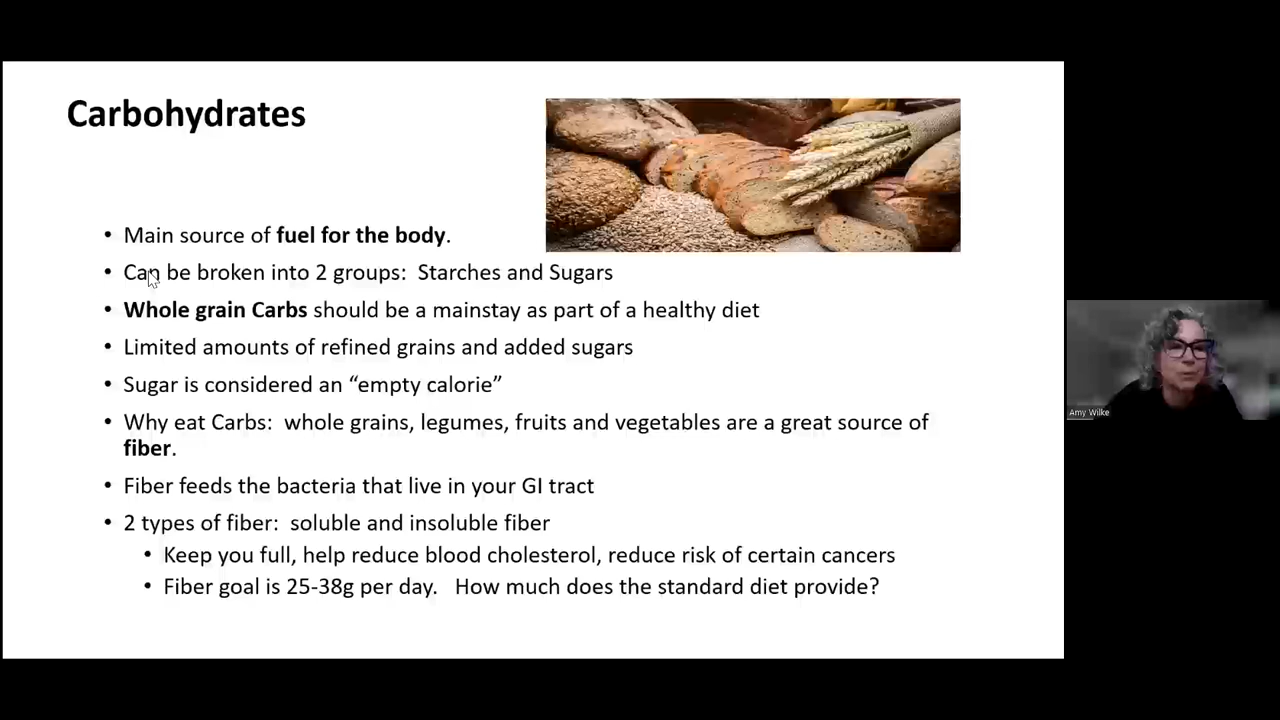 Carbohydrates
• Main source of fuel for the body.
• Can be broken into 2 groups:  Starches and Sugars
• Whole grain Carbs should be a mainstay as part of a healthy diet
• Limited amounts of refined grains and added sugars
• Sugar is considered an “empty calorie”
• Why eat Carbs:  whole grains, legumes, fruits and vegetables are a great source of
fiber.
• Fiber feeds the bacteria that live in your GI tract
• 2 types of fiber:  soluble and insoluble fiber
• Keep you full, help reduce blood cholesterol, reduce risk of certain cancers
• Fiber goal is 25-38g per day.   How much does the standard diet provide?
Amy Wilke